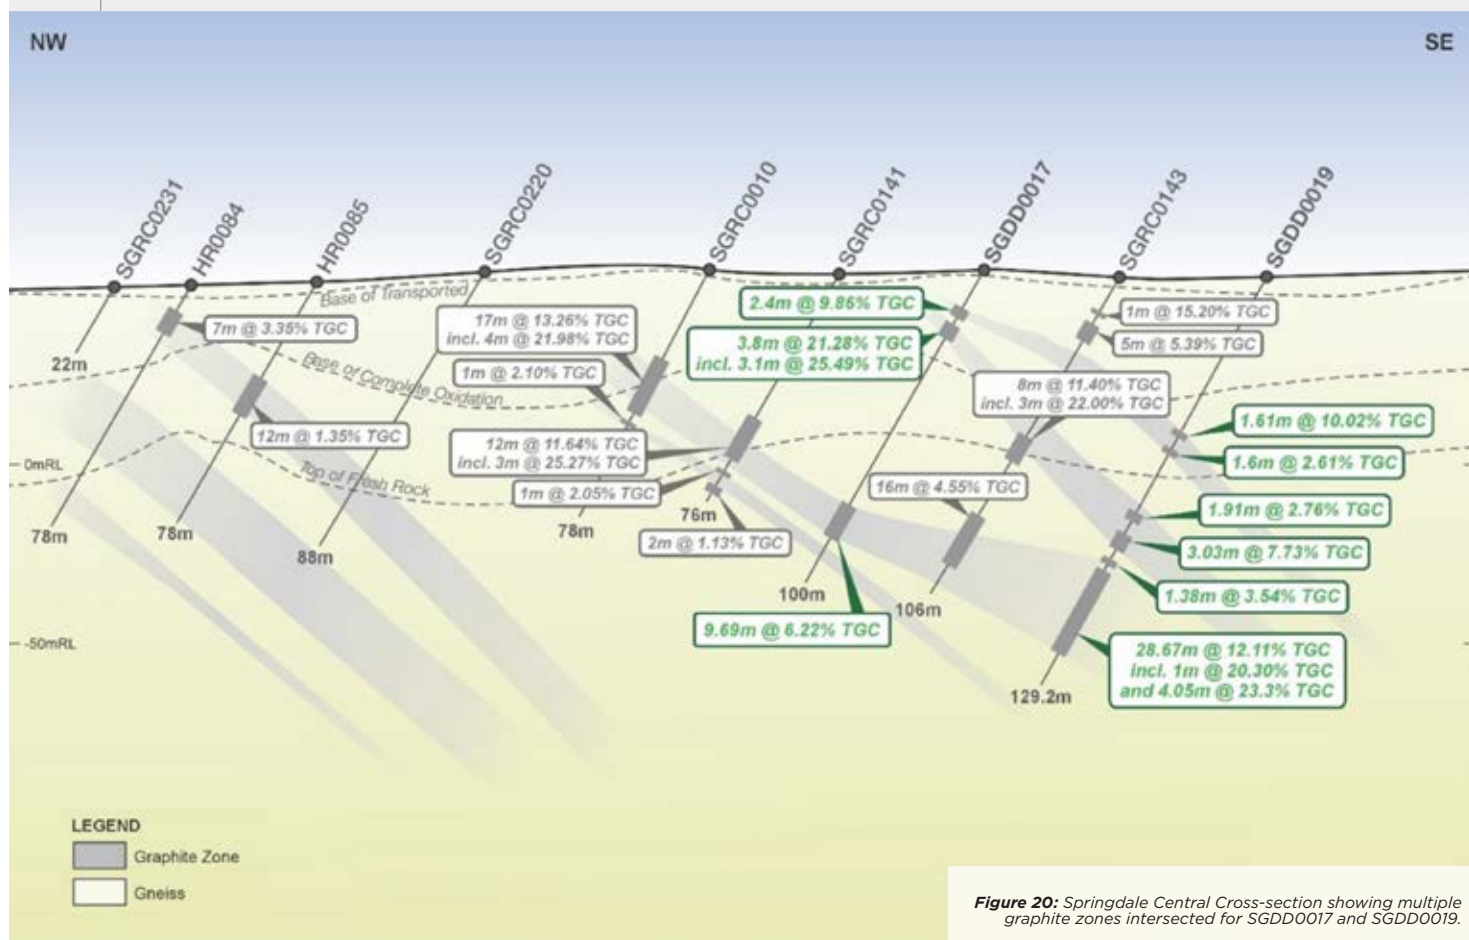 NW
SE
SGRC0231
HR0084
HR0085
SGRC0220
SGRC0010
SGRC0141
SGDD0017
SGRC0143
SGDD0019
Base of Transported
Base of Complete Oxidation
Top of Fresh Rock
0mRL
-50mRL
22m
78m
78m
88m
78m
76m
100m
106m
129.2m
7m @ 3.35% TGC
12m @ 1.35% TGC
17m @ 13.26% TGC
incl. 4m @ 21.98% TGC
1m @ 2.10% TGC
12m @ 11.64% TGC
incl. 3m @ 25.27% TGC
1m @ 2.05% TGC
2m @ 1.13% TGC
2.4m @ 9.86% TGC
3.8m @ 21.28% TGC
incl. 3.1m @ 25.49% TGC
9.69m @ 6.22% TGC
1m @ 15.20% TGC
5m @ 5.39% TGC
8m @ 11.40% TGC
incl. 3m @ 22.00% TGC
16m @ 4.55% TGC
1.61m @ 10.02% TGC
1.6m @ 2.61% TGC
1.91m @ 2.76% TGC
3.03m @ 7.73% TGC
1.38m @ 3.54% TGC
28.67m @ 12.11% TGC
incl. 1m @ 20.30% TGC
and 4.05m @ 23.3% TGC
LEGEND
Graphite Zone
Gneiss
Figure 20: Springdale Central Cross-section showing multiple
graphite zones intersected for SGDD0017 and SGDD0019.